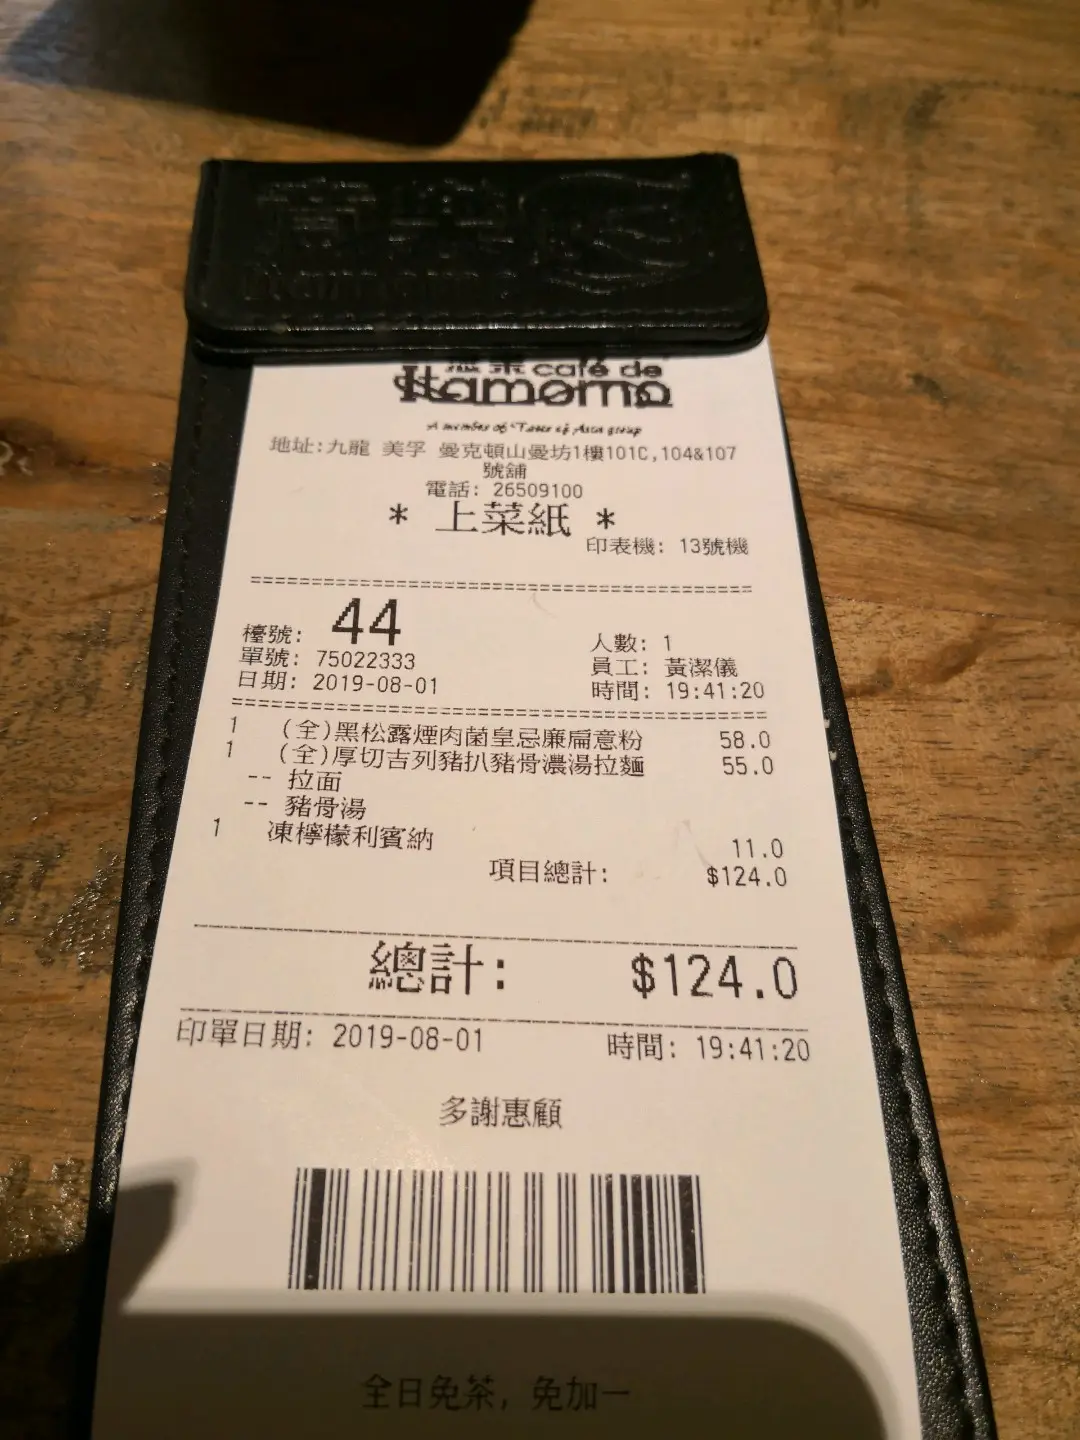 café de
itamomo
A member of "Taste of Asia group
地址:九龍 美孚 曼克頓山曼坊1樓101C,104&107
號舖
電話: 26509100
* 上菜紙 *
印表機: 13號機
檯號: 44 人數: 1
單號: 75022333 員工: 黃潔儀
日期: 2019-08-01 時間: 19:41:20
1 (全)黑松露煙肉菌皇忌廉扁意粉 58.0
1 (全)厚切吉列豬扒豬骨濃湯拉麵 55.0
-- 拉面
-- 豬骨湯
1 凍檸檬利賓納 11.0
項目總計: $124.0
總計: $124.0
印單日期: 2019-08-01 時間: 19:41:20
多謝惠顧
全日免茶, 免加一